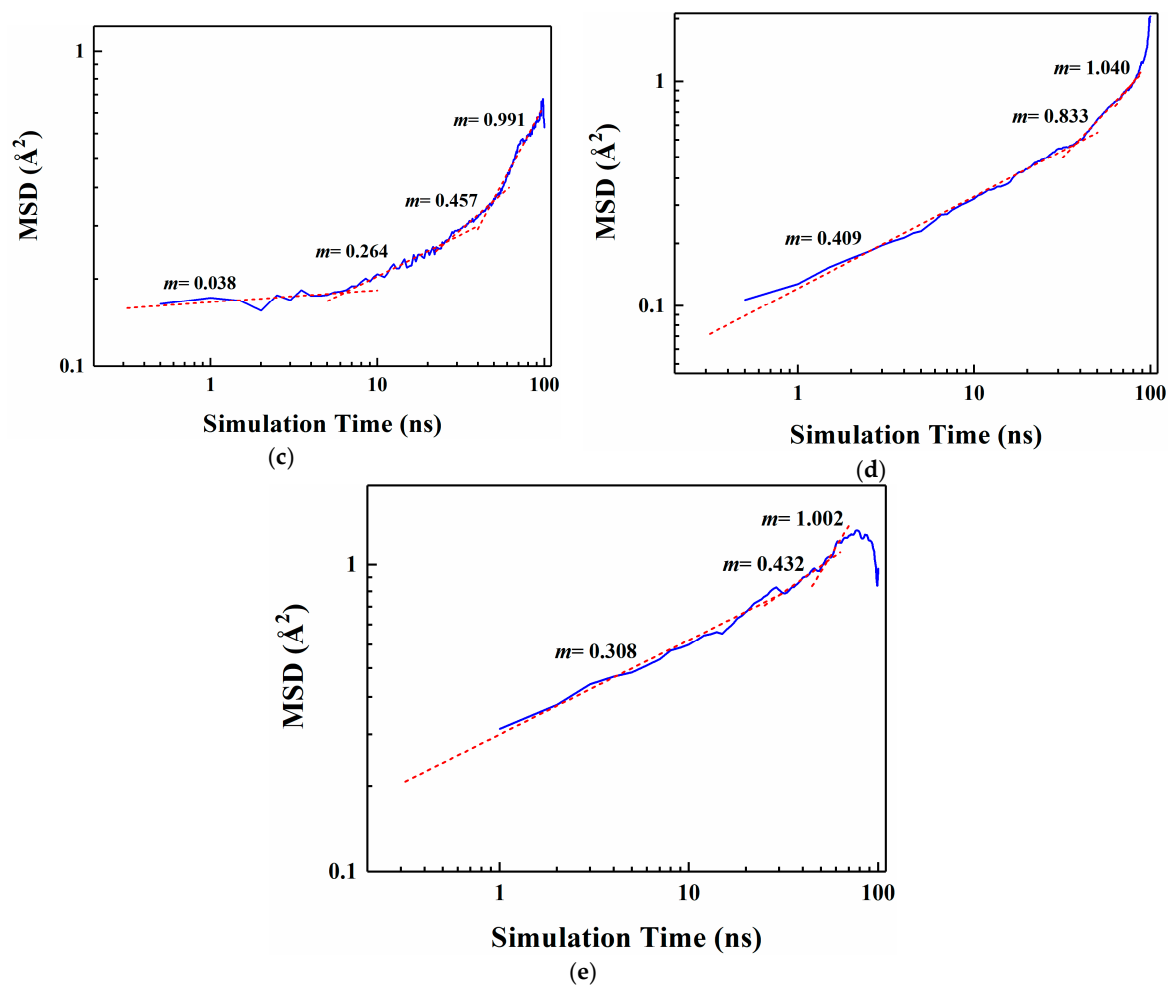 1
1
m= 1.040
m= 0.991
m= 0.833
MSD (Å2)
MSD (Å2)
m= 0.457
m= 0.264
m= 0.409
m= 0.038
0.1
0.1
1
10
100
1
10
100
Simulation Time (ns)
Simulation Time (ns)
(c)
(d)
m= 1.002
1
m= 0.432
MSD (Å2)
m= 0.308
0.1
1
10
100
Simulation Time (ns)
(e)